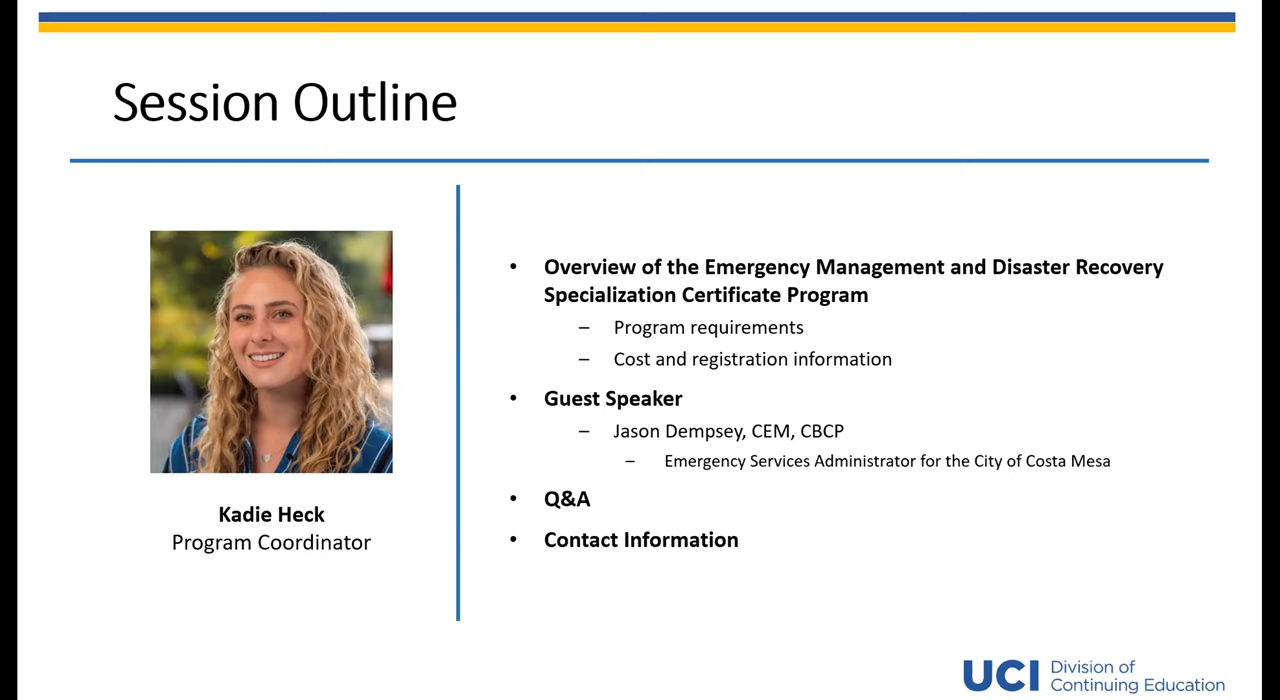 Session Outline
Kadie Heck
Program Coordinator
• Overview of the Emergency Management and Disaster Recovery
Specialization Certificate Program
– Program requirements
– Cost and registration information
• Guest Speaker
– Jason Dempsey, CEM, CBCP
– Emergency Services Administrator for the City of Costa Mesa
• Q&A
• Contact Information
UCI Division of
Continuing Education